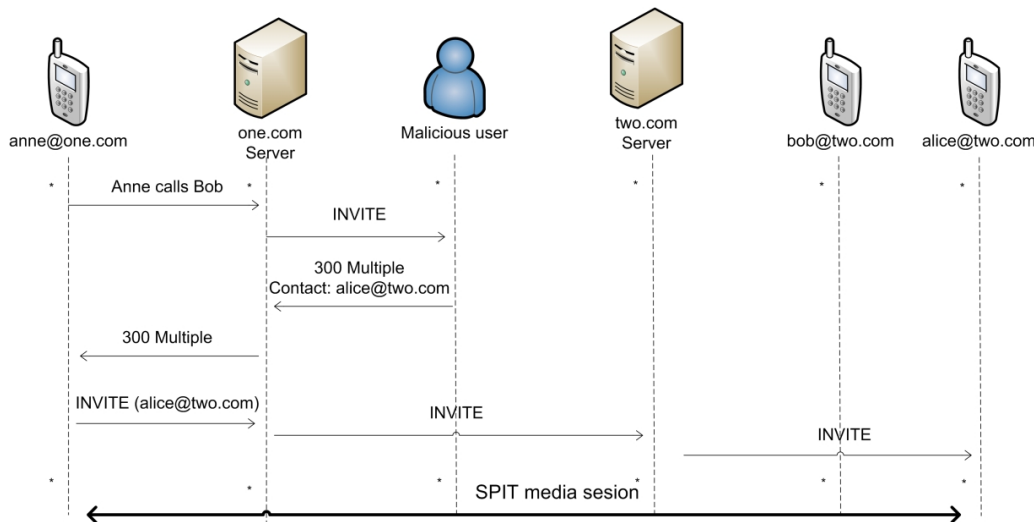 anne@one.com
one.com
Server
Malicious user
two.com
Server
bob@two.com
alice@two.com
* * * * * *
Anne calls Bob
INVITE
300 Multiple
Contact: alice@two.com
300 Multiple
INVITE (alice@two.com)
INVITE
INVITE
* * * * * *
SPIT media sesion